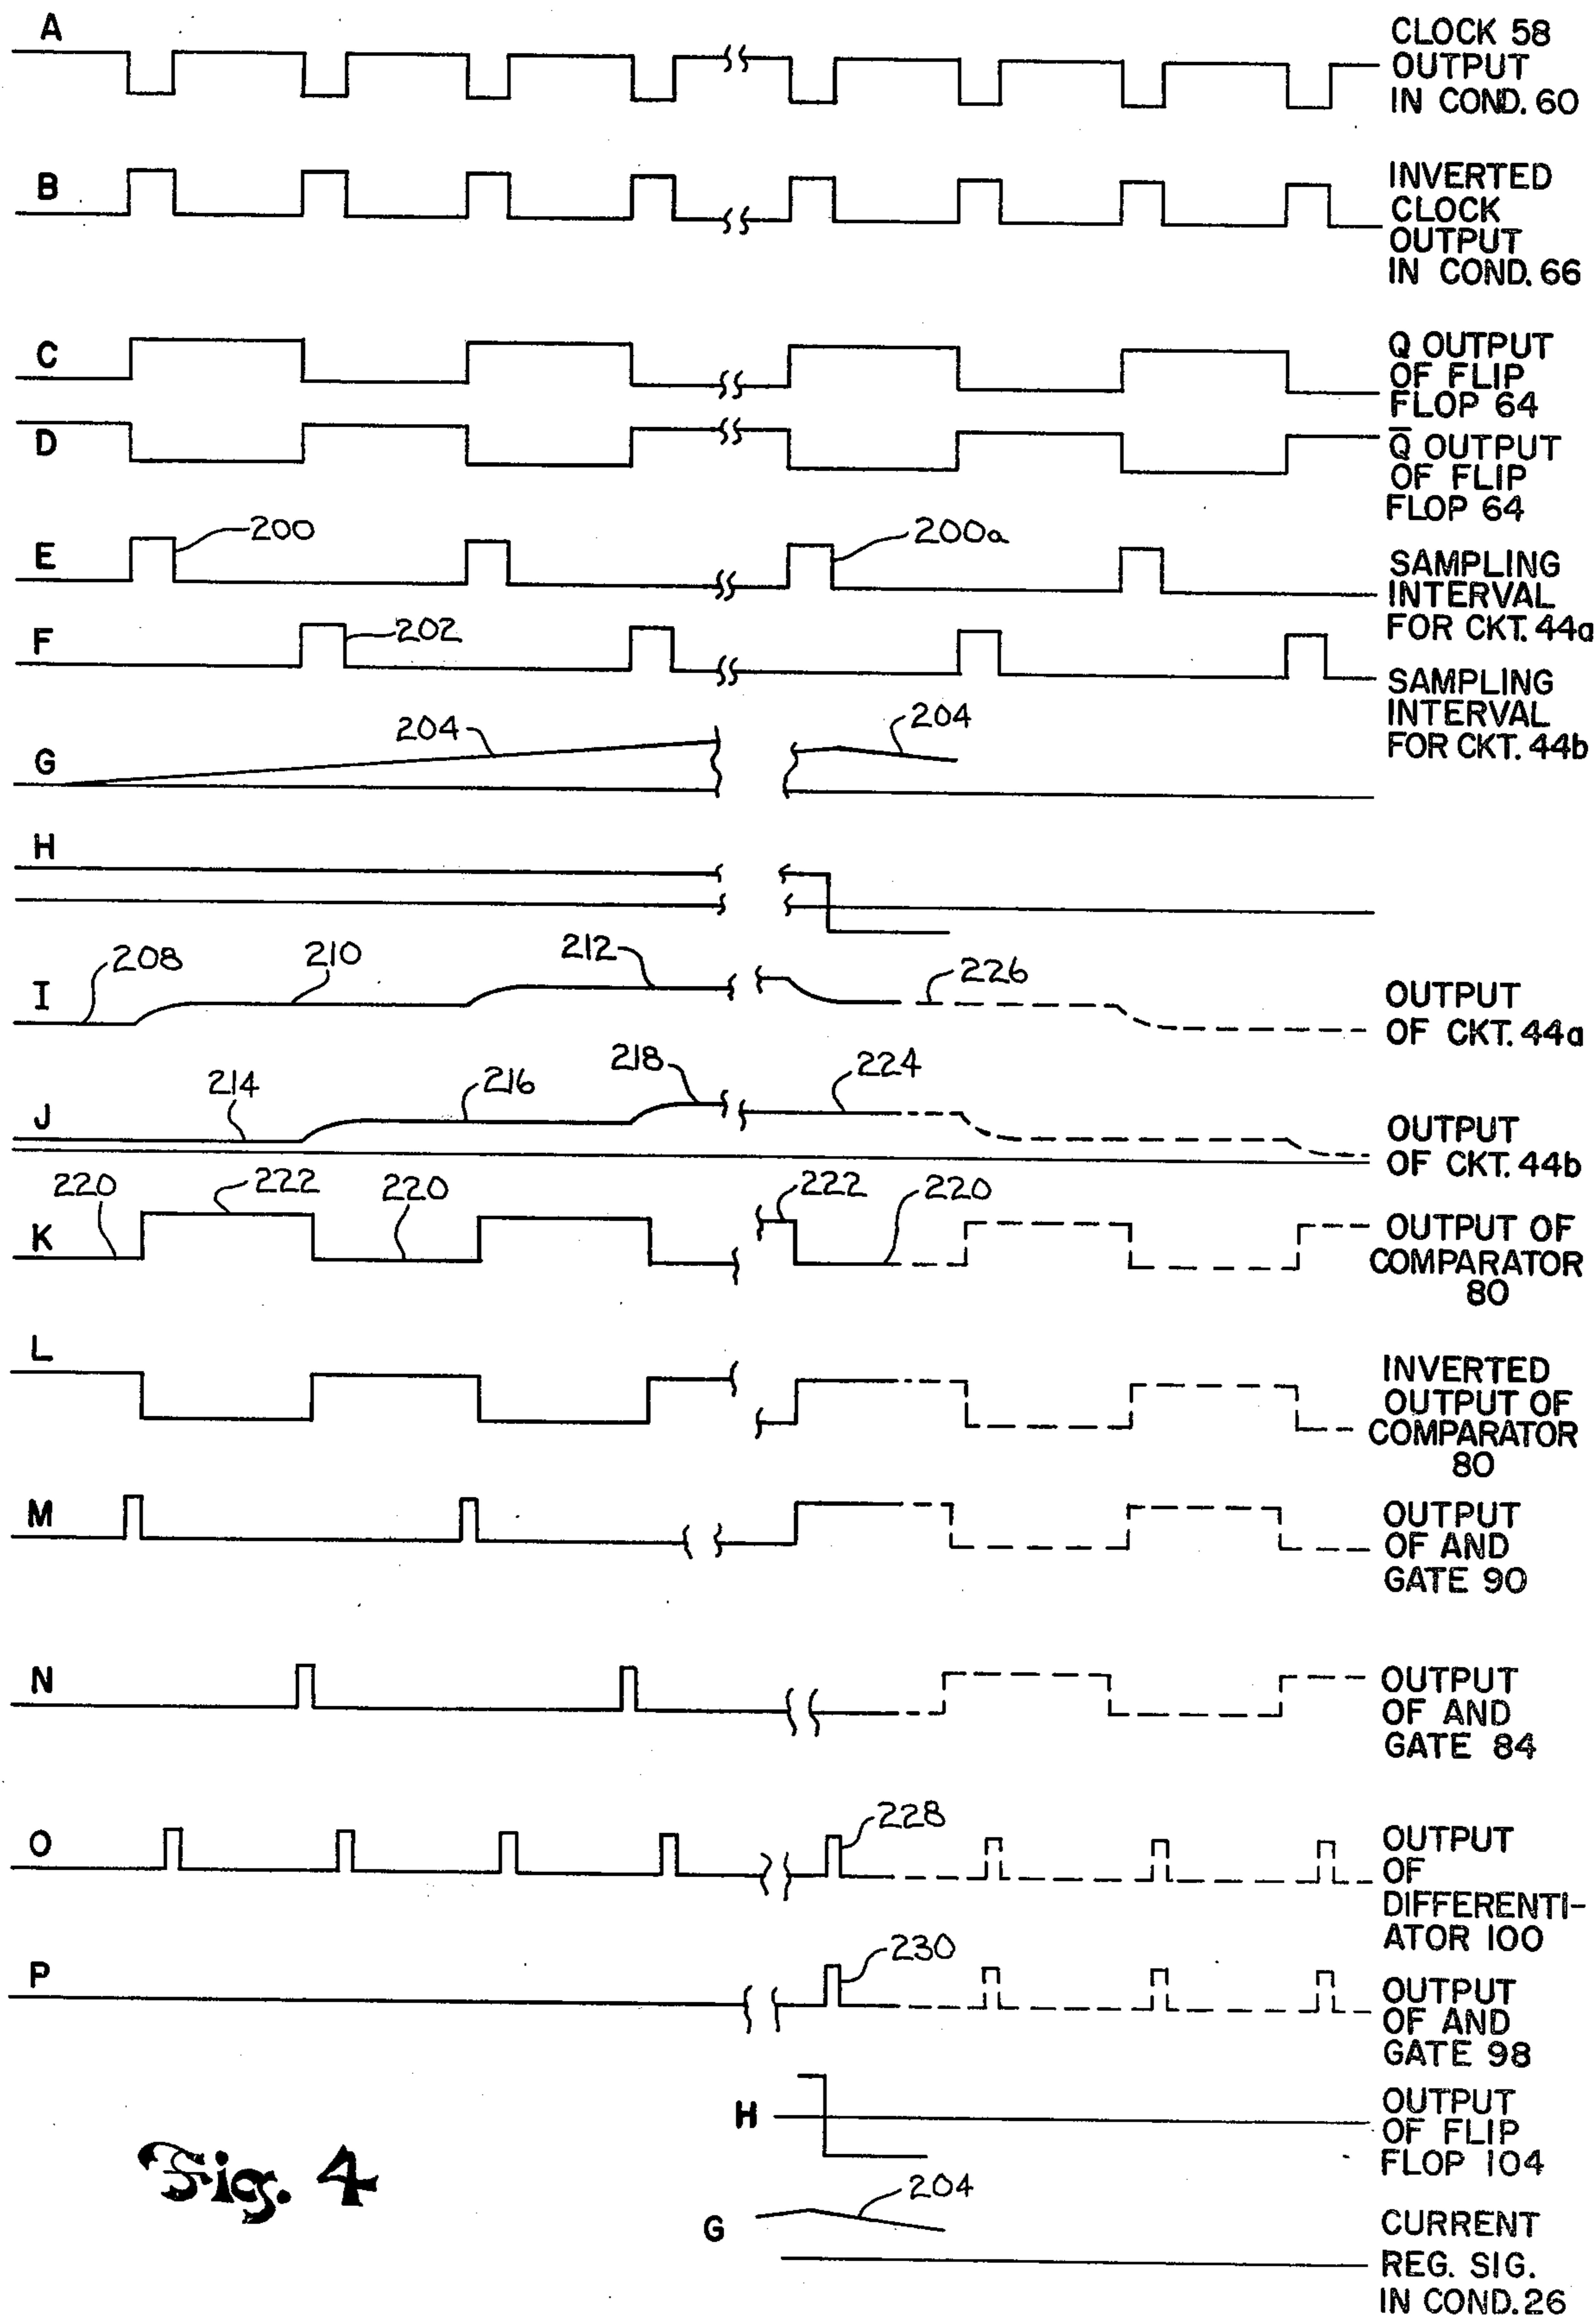 A
CLOCK 58
OUTPUT
IN COND. 60
B
INVERTED
CLOCK
OUTPUT
IN COND. 66
C
Q OUTPUT
OF FLIP
FLOP 64
D
Q̅ OUTPUT
OF FLIP
FLOP 64
E
200
200a
SAMPLING
INTERVAL
FOR CKT. 44a
F
202
SAMPLING
INTERVAL
FOR CKT. 44b
G
204
204
H
I
208
210
212
226
OUTPUT
OF CKT. 44a
J
214
216
218
224
OUTPUT
OF CKT. 44b
K
220
222
220
222
220
OUTPUT OF
COMPARATOR
80
L
INVERTED
OUTPUT OF
COMPARATOR
80
M
OUTPUT
OF AND
GATE 90
N
OUTPUT
OF AND
GATE 84
O
228
OUTPUT
OF
DIFFERENTI-
ATOR 100
P
230
OUTPUT
OF AND
GATE 98
H
OUTPUT
OF FLIP
FLOP 104
G
204
CURRENT
REG. SIG.
IN COND. 26
Fig. 4